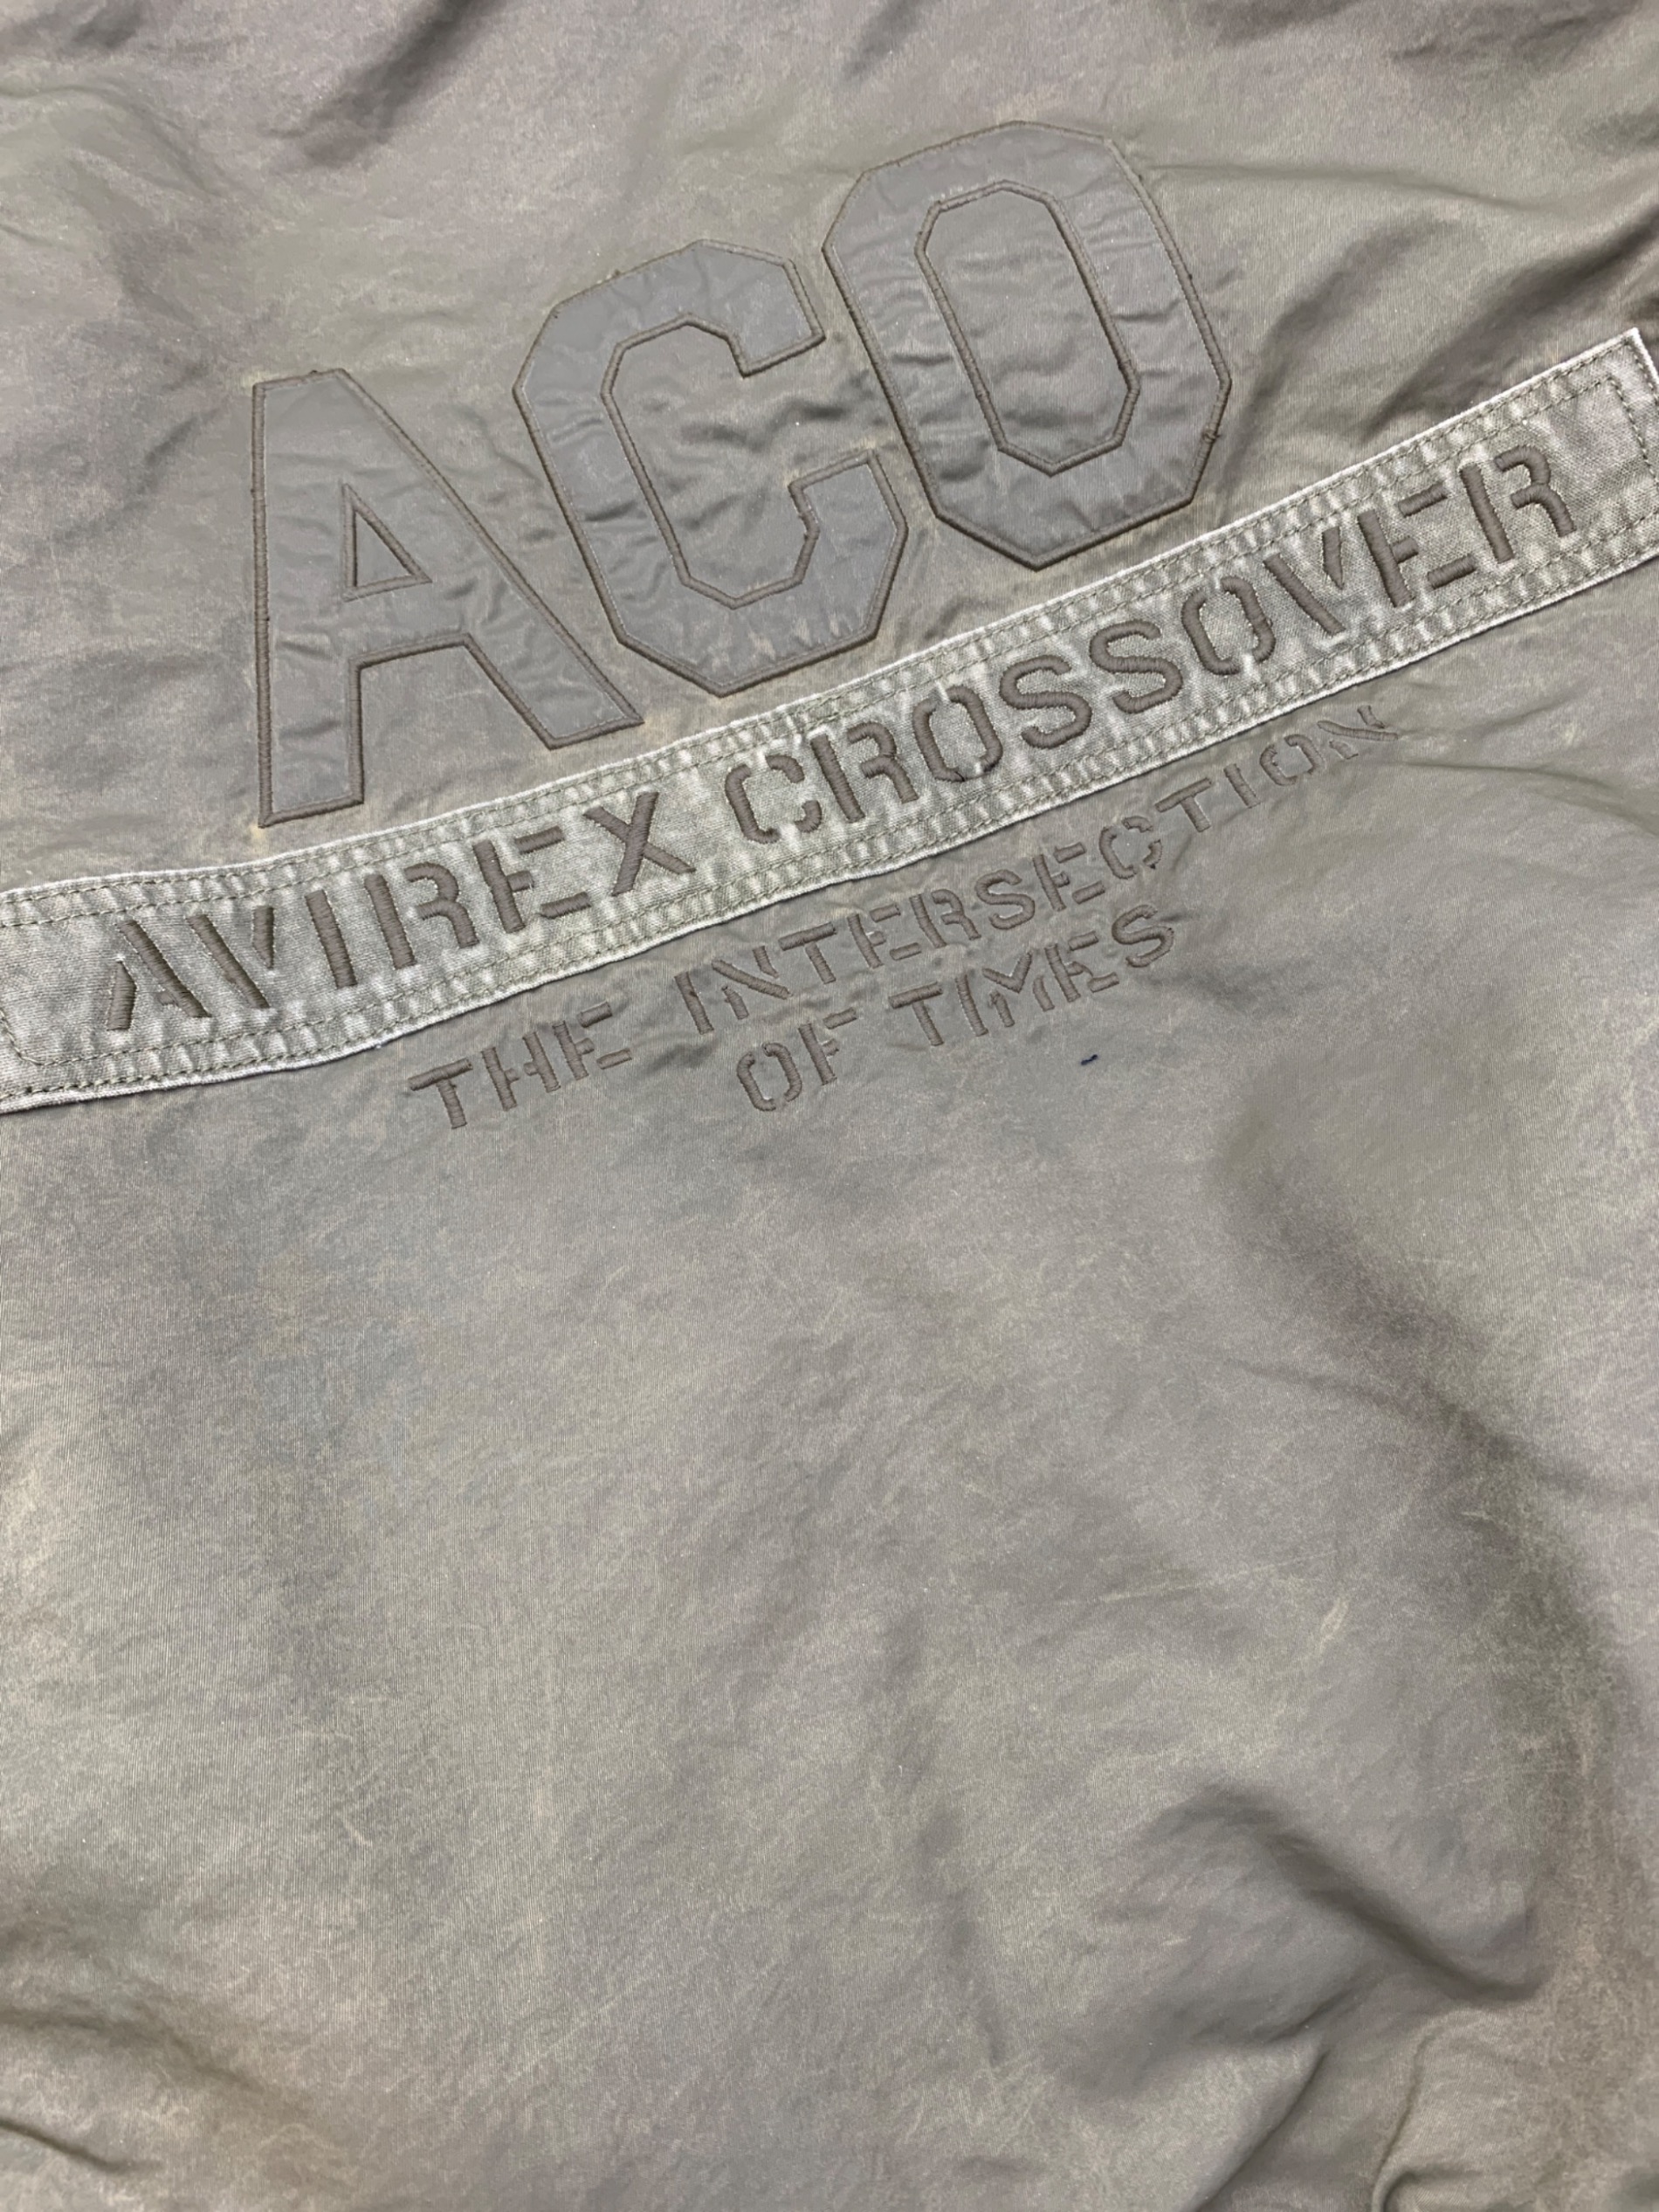 ACO
AVIREX CROSSOVER
THE INTERSECTION
OF TIMES